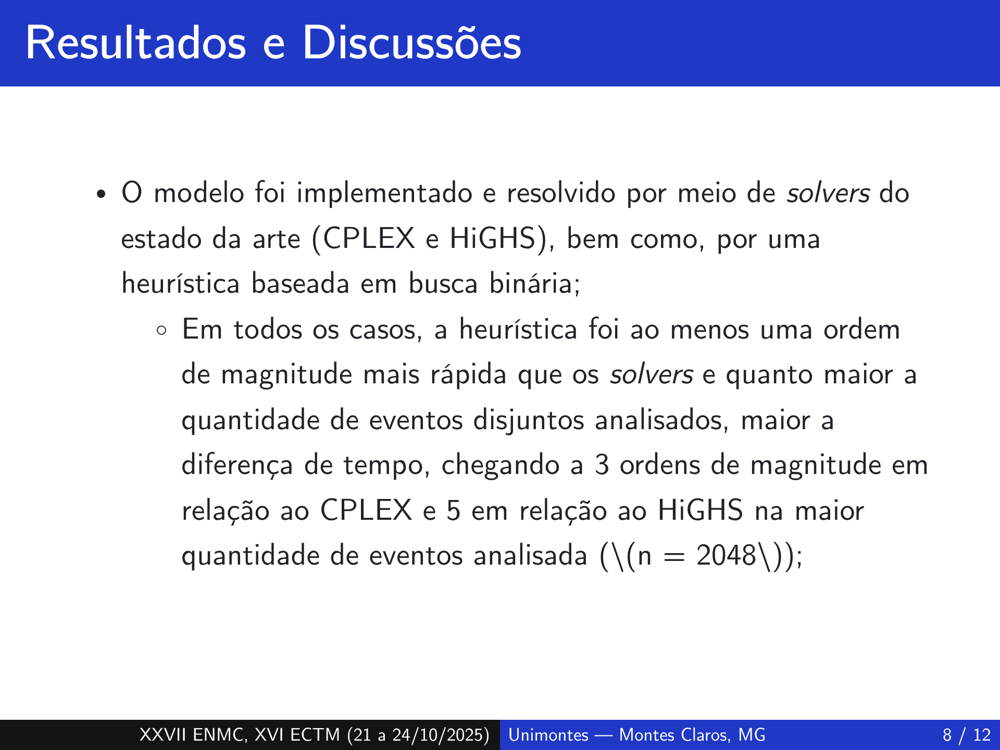 Resultados e Discussões
• O modelo foi implementado e resolvido por meio de solvers do
estado da arte (CPLEX e HiGHS), bem como, por uma
heurística baseada em busca binária;
◦ Em todos os casos, a heurística foi ao menos uma ordem
de magnitude mais rápida que os solvers e quanto maior a
quantidade de eventos disjuntos analisados, maior a
diferença de tempo, chegando a 3 ordens de magnitude em
relação ao CPLEX e 5 em relação ao HiGHS na maior
quantidade de eventos analisada (\(n = 2048\));
XXVII ENMC, XVI ECTM (21 a 24/10/2025) Unimontes — Montes Claros, MG 8 / 12